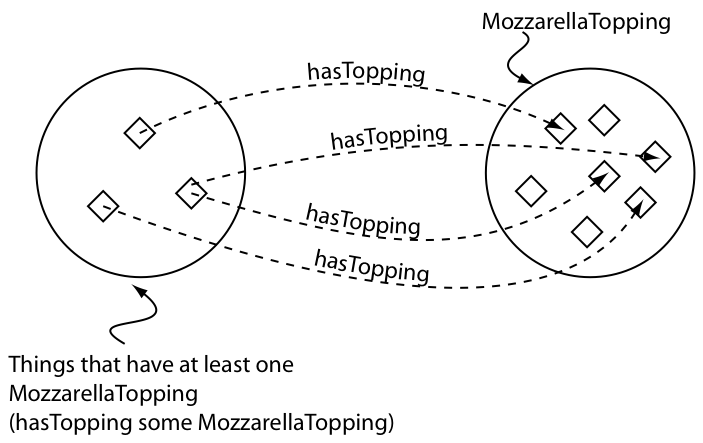 MozzarellaTopping
hasTopping
hasTopping
hasTopping
hasTopping
Things that have at least one
MozzarellaTopping
(hasTopping some MozzarellaTopping)